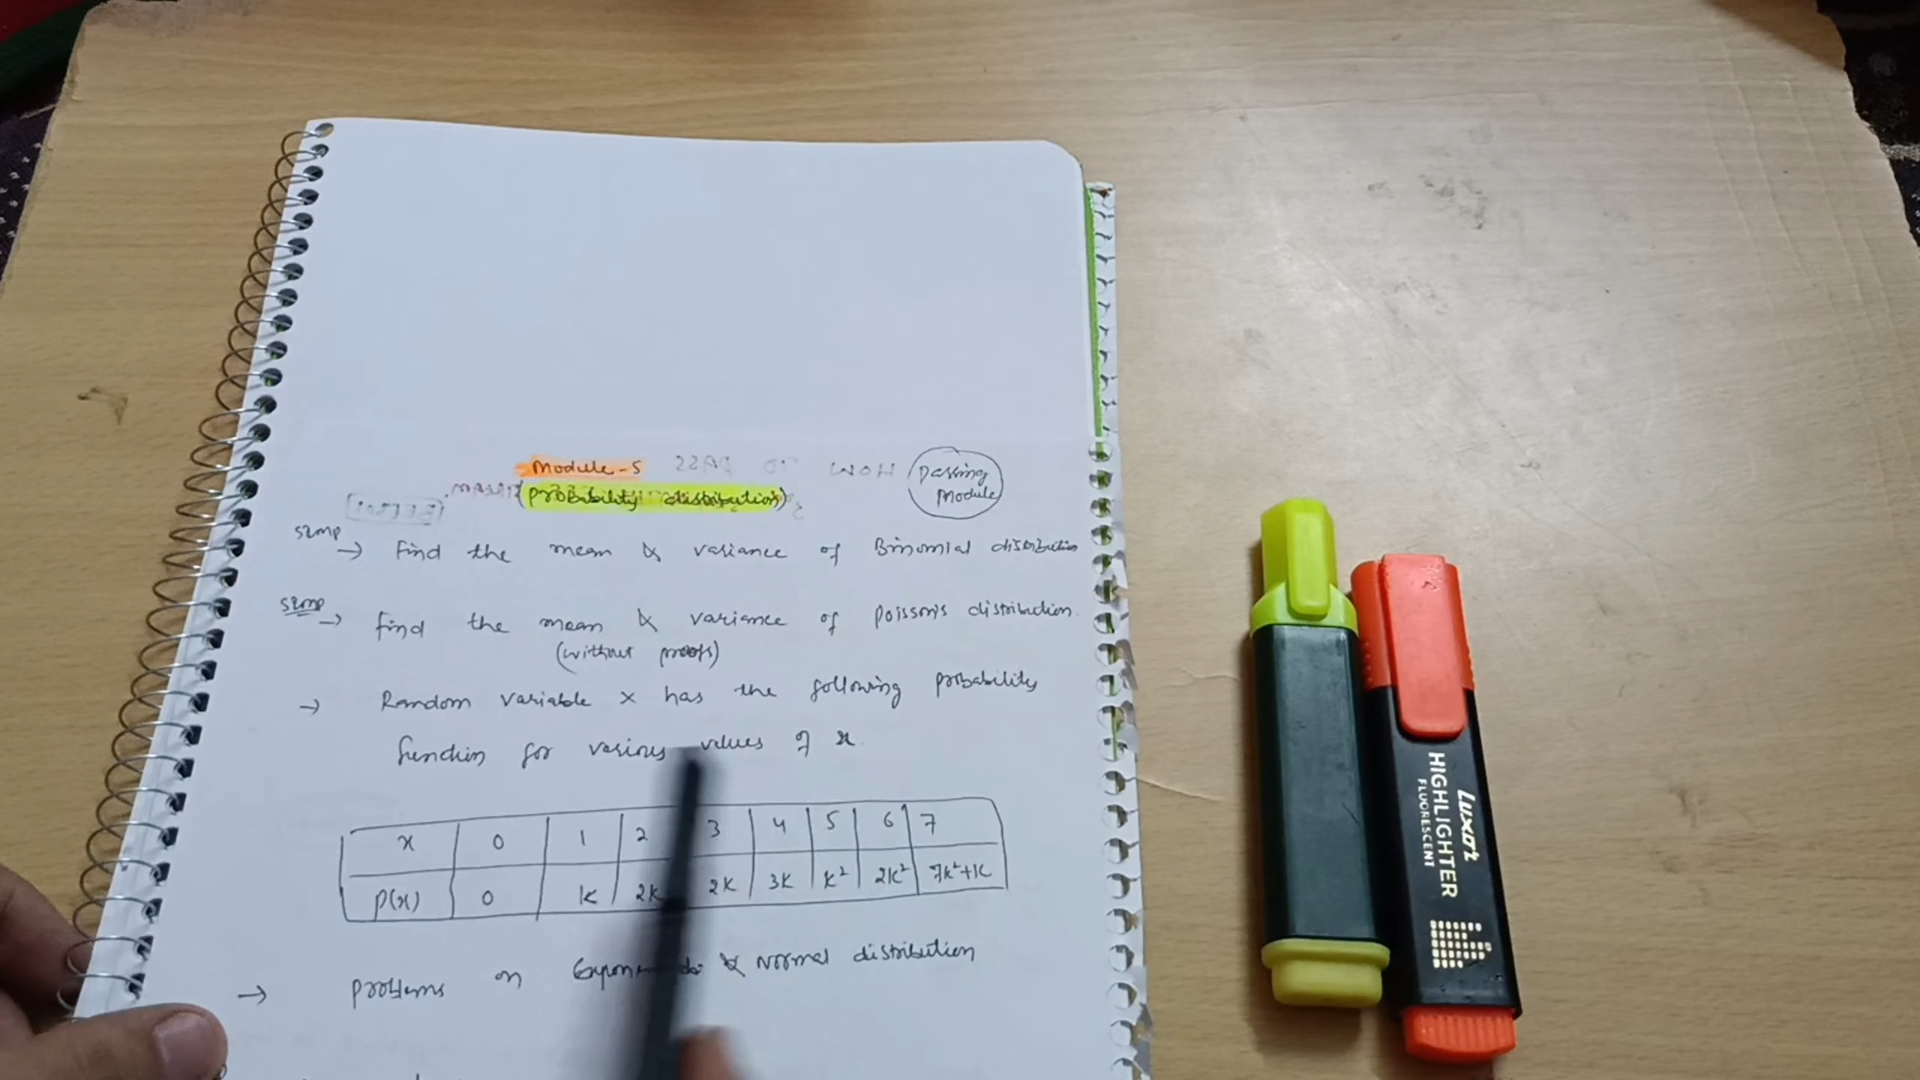 Module-5
(probability distribution)
passing
Module
→ Find the mean & variance of Binomial distribution
→ Find the mean & variance of poisson's distribution.
(without proofs)
→ Random variable x has the following probability
function for various values of x.
x 0 1 2 3 4 5 6 7
P(x) 0 k 2k 2k 3k k² 2k² 7k²+k
→ problems on & Normal distribution
Luxor
HIGHLIGHTER
FLUORESCENT